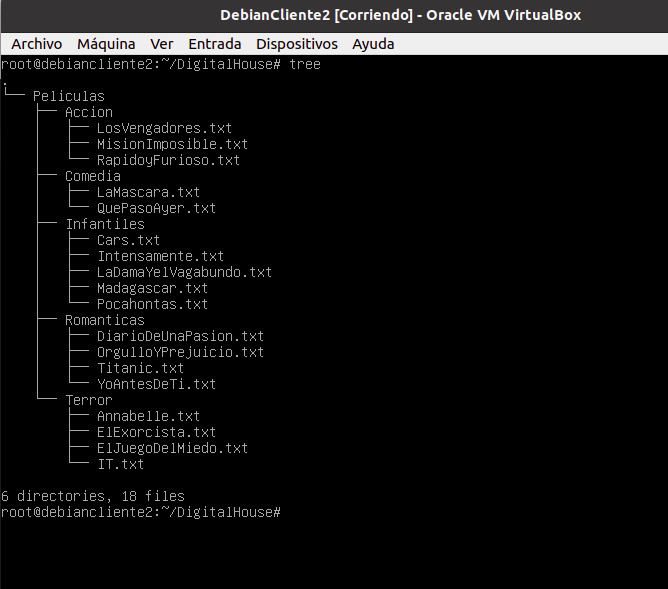 DebianCliente2 [Corriendo] - Oracle VM VirtualBox
Archivo Máquina Ver Entrada Dispositivos Ayuda
root@debiancliente2:~/DigitalHouse# tree
.
└── Peliculas
    ├── Accion
    │   ├── LosVengadores.txt
    │   ├── MisionImposible.txt
    │   └── RapidoyFurioso.txt
    ├── Comedia
    │   ├── LaMascara.txt
    │   └── QuePasoAyer.txt
    ├── Infantiles
    │   ├── Cars.txt
    │   ├── Intensamente.txt
    │   ├── LaDamaYelVagabundo.txt
    │   ├── Madagascar.txt
    │   └── Pocahontas.txt
    ├── Romanticas
    │   ├── DiarioDeUnaPasion.txt
    │   ├── OrgulloYPrejuicio.txt
    │   ├── Titanic.txt
    │   └── YoAntesDeTi.txt
    └── Terror
        ├── Annabelle.txt
        ├── ElExorcista.txt
        ├── ElJuegoDelMiedo.txt
        └── IT.txt
6 directories, 18 files
root@debiancliente2:~/DigitalHouse#